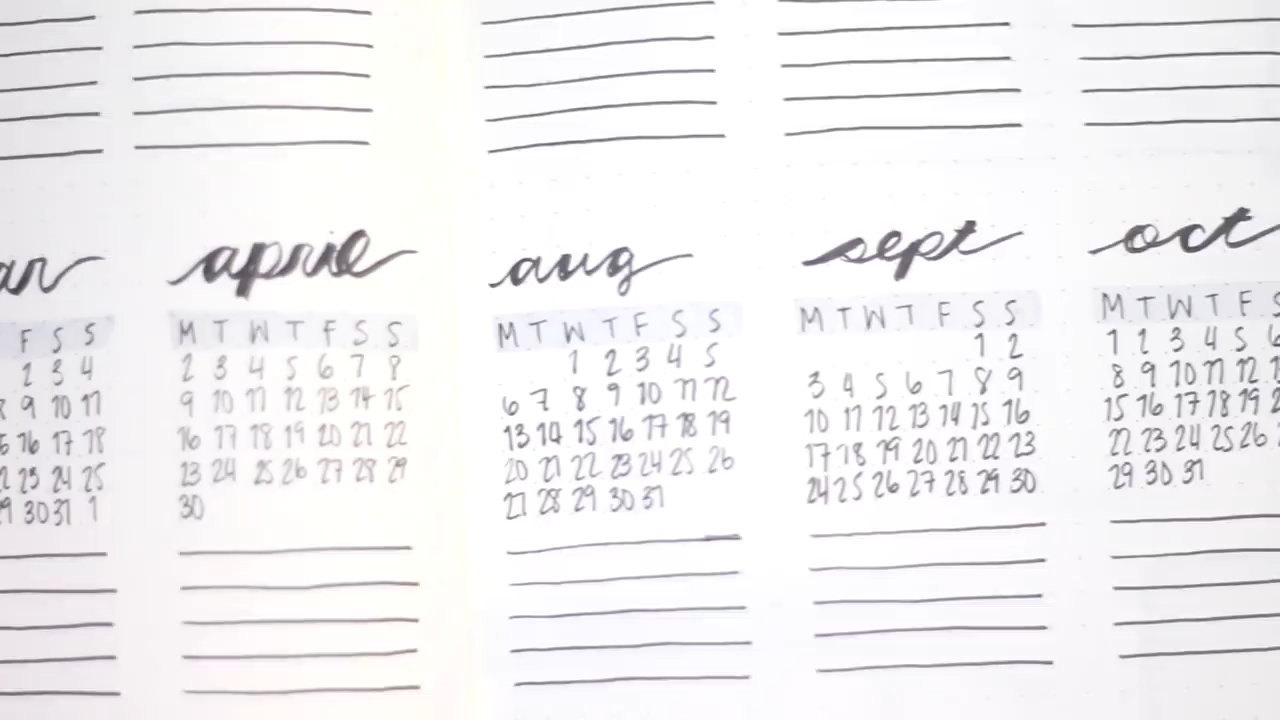 ar
F S S
2 3 4
9 10 11
16 17 18
23 24 25
30 31 1
april
M T W T F S S
2 3 4 5 6 7 8
9 10 11 12 13 14 15
16 17 18 19 20 21 22
23 24 25 26 27 28 29
30
aug
M T W T F S S
1 2 3 4 5
6 7 8 9 10 11 12
13 14 15 16 17 18 19
20 21 22 23 24 25 26
27 28 29 30 31
sept
M T W T F S S
1 2
3 4 5 6 7 8 9
10 11 12 13 14 15 16
17 18 19 20 21 22 23
24 25 26 27 28 29 30
oct
M T W T F S
1 2 3 4 5 6
8 9 10 11 12
15 16 17 18 19
22 23 24 25 26
29 30 31